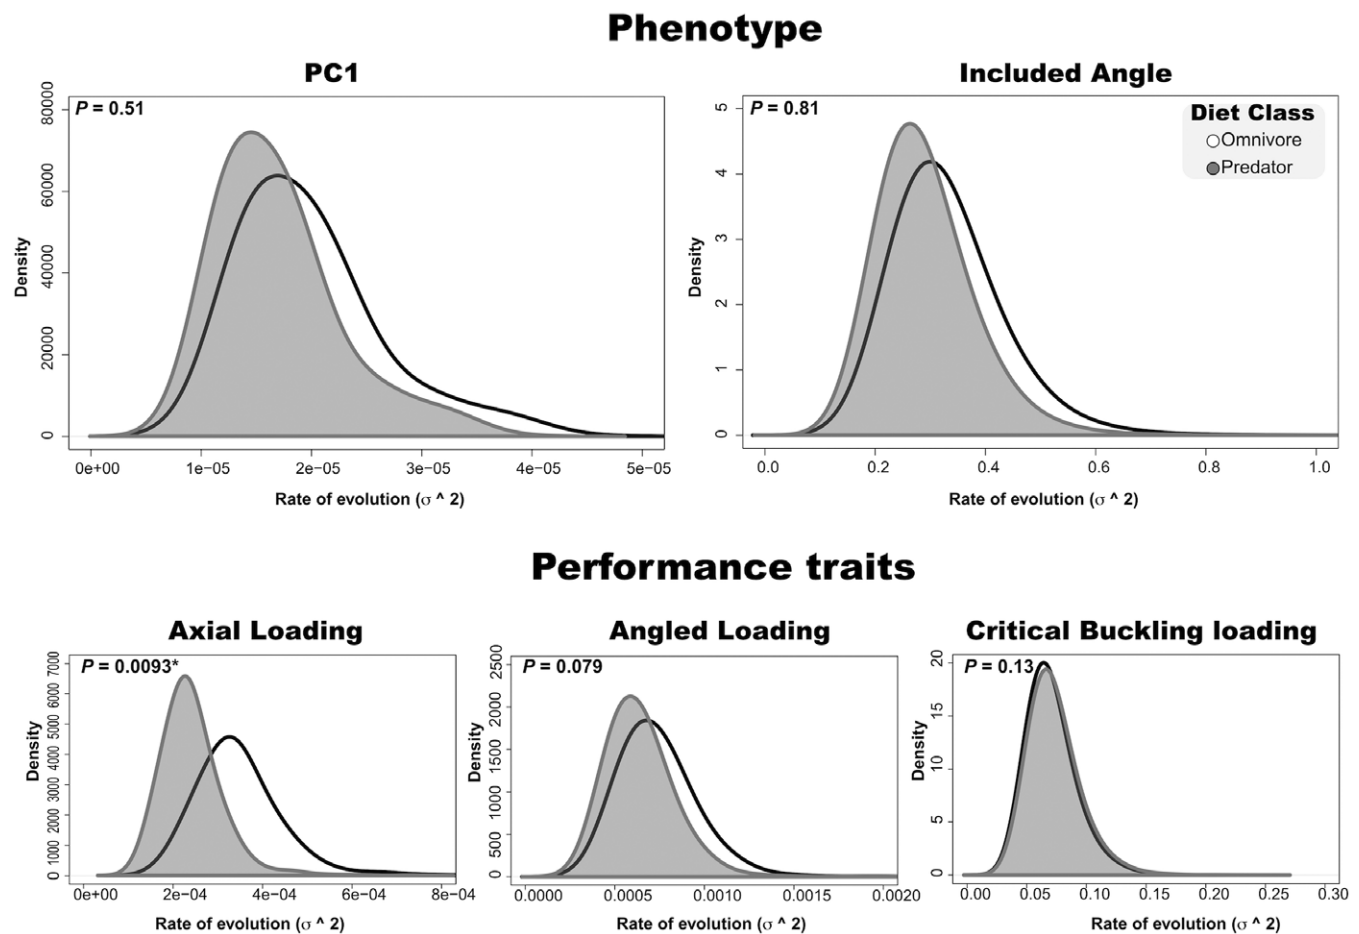 Phenotype
PC1
Included Angle
P = 0.51
P = 0.81
Diet Class
Omnivore
Predator
Density
80000
60000
40000
20000
0
0e+00 1e-05 2e-05 3e-05 4e-05 5e-05
Rate of evolution (σ ^ 2)
Density
5
4
3
2
1
0
0.0 0.2 0.4 0.6 0.8 1.0
Rate of evolution (σ ^ 2)
Performance traits
Axial Loading
Angled Loading
Critical Buckling loading
P = 0.0093*
Density
7000
6000
5000
4000
3000
2000
1000
0
0e+00 2e-04 4e-04 6e-04 8e-04
Rate of evolution (σ ^ 2)
P = 0.079
Density
2500
2000
1500
1000
500
0
0.0000 0.0005 0.0010 0.0015 0.0020
Rate of evolution (σ ^ 2)
P = 0.13
Density
20
15
10
5
0
0.00 0.05 0.10 0.15 0.20 0.25 0.30
Rate of evolution (σ ^ 2)